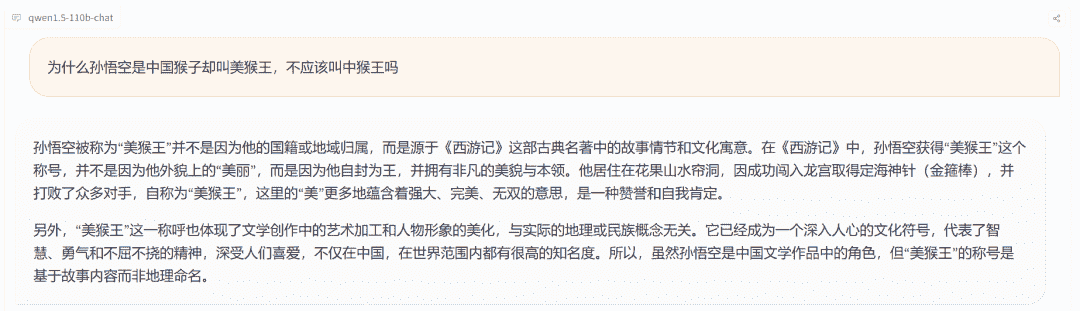 qwen1.5-110b-chat
为什么孙悟空是中国猴子却叫美猴王，不应该叫中猴王吗
孙悟空被称为“美猴王”并不是因为他的国籍或地域归属，而是源于《西游记》这部古典名著中的故事情节和文化寓意。在《西游记》中，孙悟空获得“美猴王”这个
称号，并不是因为他外貌上的“美丽”，而是因为他自封为王，并拥有非凡的美貌与本领。他居住在花果山水帘洞，因成功闯入龙宫取得定海神针（金箍棒），并
打败了众多对手，自称为“美猴王”，这里的“美”更多地蕴含着强大、完美、无双的意思，是一种赞誉和自我肯定。
另外，“美猴王”这一称呼也体现了文学创作中的艺术加工和人物形象的美化，与实际的地理或民族概念无关。它已经成为一个深入人心的文化符号，代表了智
慧、勇气和不屈不挠的精神，深受人们喜爱，不仅在中国，在世界范围内都有很高的知名度。所以，虽然孙悟空是中国文学作品中的角色，但“美猴王”的称号是
基于故事内容而非地理命名。